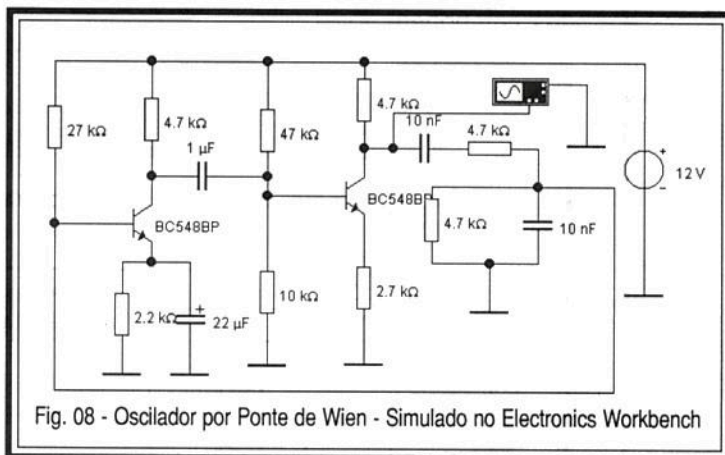 27 kΩ
4.7 kΩ
1 µF
47 kΩ
4.7 kΩ
10 nF
4.7 kΩ
12 V
BC548BP
BC548BP
4.7 kΩ
10 nF
2.2 kΩ
22 µF
10 kΩ
2.7 kΩ
Fig. 08 - Oscilador por Ponte de Wien - Simulado no Electronics Workbench